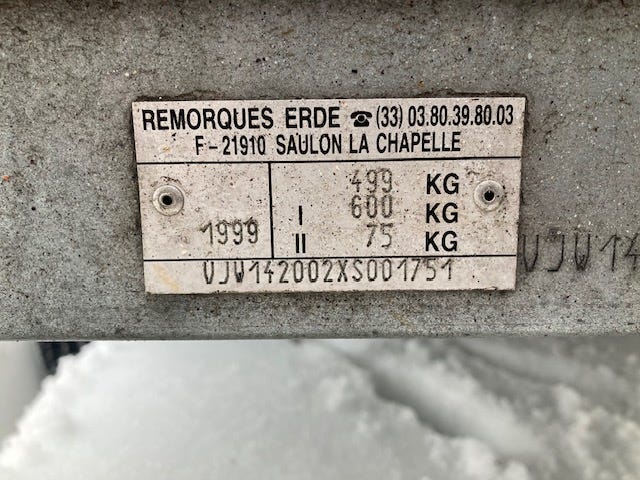 REMORQUES ERDE ☎ (33) 03.80.39.80.03
F - 21910 SAULON LA CHAPELLE
499 KG
I 600 KG
1999 II 75 KG
VJW142002XS001751
VJW14